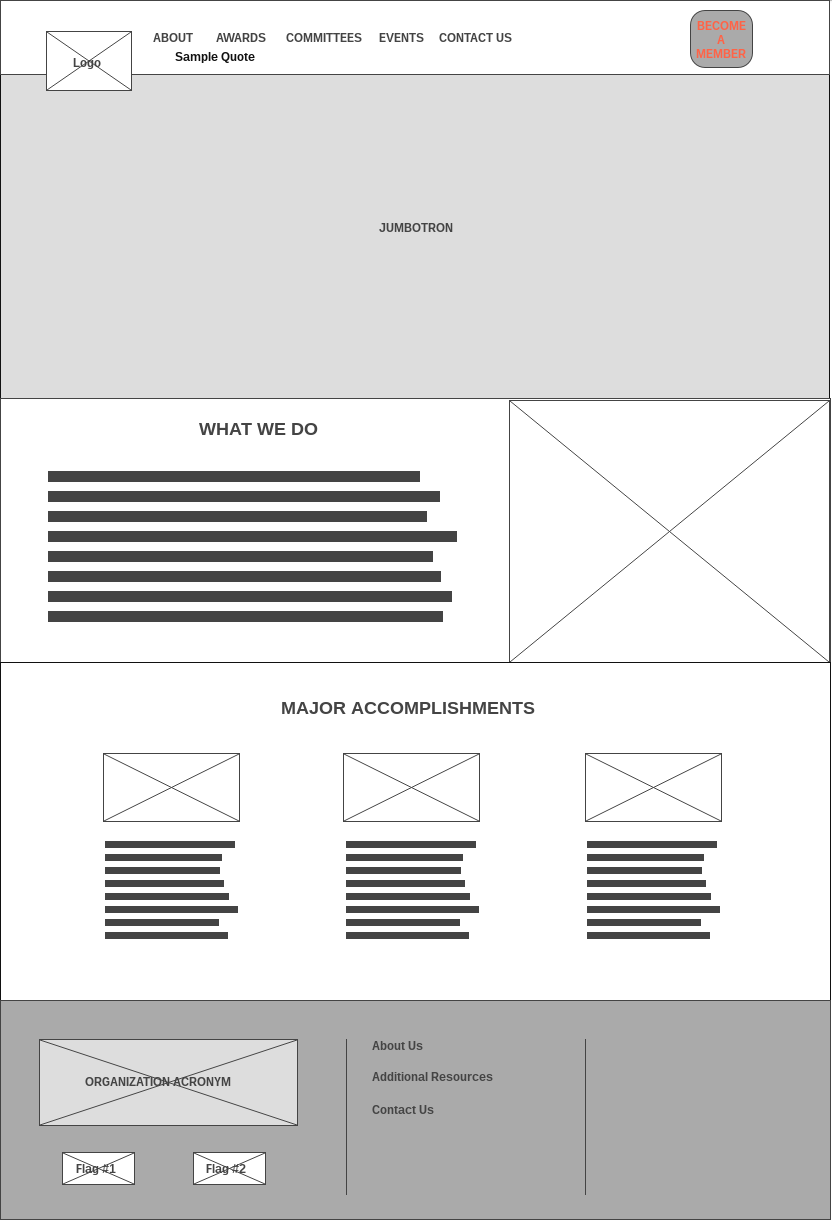 ABOUT AWARDS COMMITTEES EVENTS CONTACT US
Sample Quote
Logo
BECOME
A
MEMBER
JUMBOTRON
WHAT WE DO
MAJOR ACCOMPLISHMENTS
ORGANIZATION ACRONYM
Flag #1
Flag #2
About Us
Additional Resources
Contact Us